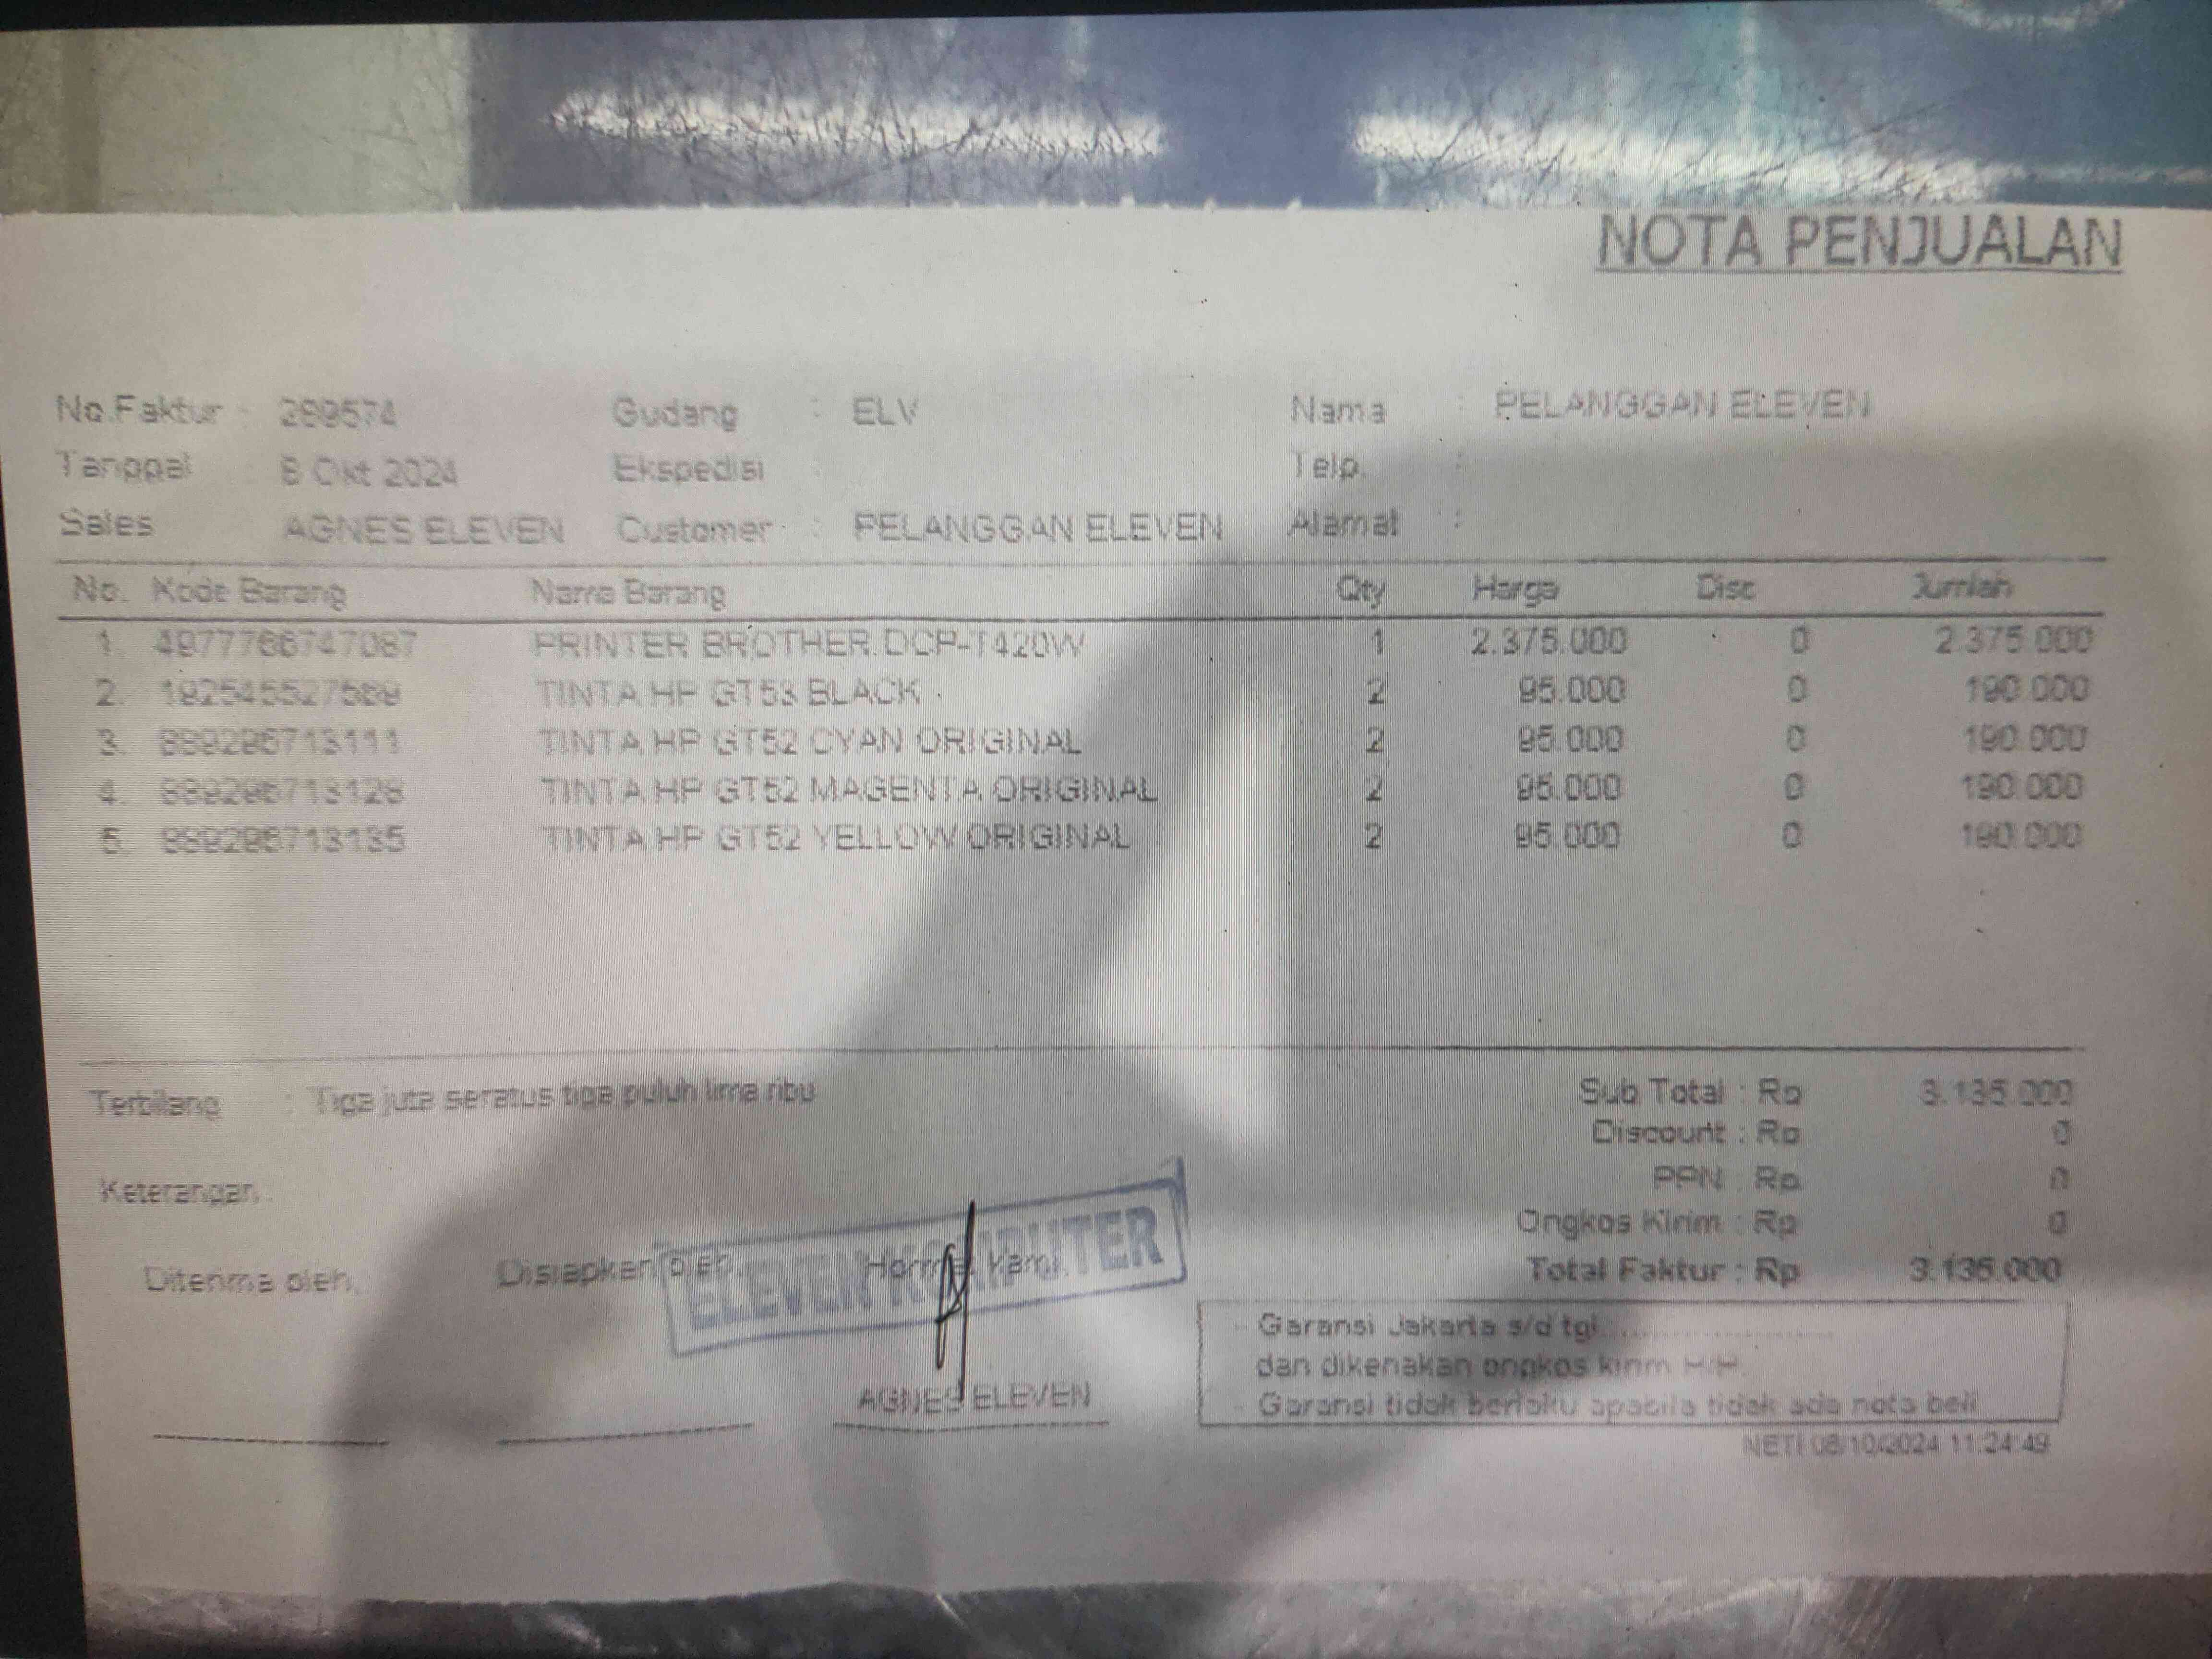 NOTA PENJUALAN
No.Faktur : 299574 Gudang : ELV Nama : PELANGGAN ELEVEN
Tanggal : 8 Okt 2024 Ekspedisi : Telp. :
Sales AGNES ELEVEN Customer : PELANGGAN ELEVEN Alamat :
No. Kode Barang Nama Barang Qty Harga Disc Jumlah
1. 4977766747087 PRINTER BROTHER DCP-T420W 1 2.375.000 0 2.375.000
2. 192545527569 TINTA HP GT53 BLACK 2 95.000 0 190.000
3. 889296713111 TINTA HP GT52 CYAN ORIGINAL 2 95.000 0 190.000
4. 889296713128 TINTA HP GT52 MAGENTA ORIGINAL 2 95.000 0 190.000
5. 889296713135 TINTA HP GT52 YELLOW ORIGINAL 2 95.000 0 190.000
Terbilang : Tiga juta seratus tiga puluh lima ribu Sub Total : Rp 3.135.000
Discount : Rp 0
Keterangan : PPN : Rp 0
Ongkos Kirim : Rp 0
Diterima oleh, Disiapkan oleh, Hormat Kami, Total Faktur : Rp 3.135.000
ELEVEN KOMPUTER
- Garansi Jakarta s/d tgl ....................
dan dikenakan ongkos kirim P/P.
AGNES ELEVEN - Garansi tidak berlaku apabila tidak ada nota beli
NETI 08/10/2024 11:24:49